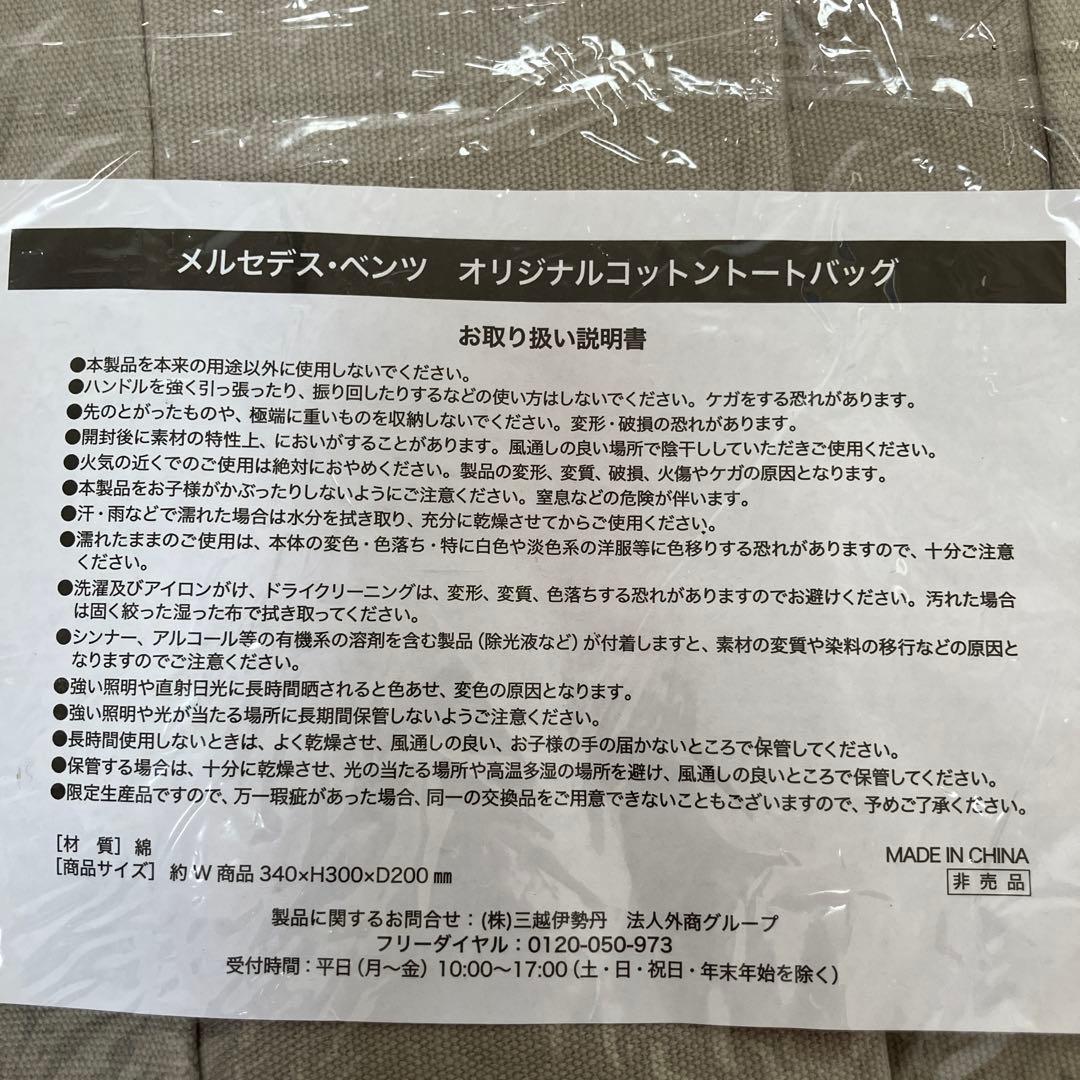 メルセデス・ベンツ　オリジナルコットントートバッグ
お取り扱い説明書
●本製品を本来の用途以外に使用しないでください。
●ハンドルを強く引っ張ったり、振り回したりするなどの使い方はしないでください。ケガをする恐れがあります。
●先のとがったものや、極端に重いものを収納しないでください。変形・破損の恐れがあります。
●開封後に素材の特性上、においがすることがあります。風通しの良い場所で陰干ししていただきご使用ください。
●火気の近くでのご使用は絶対におやめください。製品の変形、変質、破損、火傷やケガの原因となります。
●本製品をお子様がかぶったりしないようにご注意ください。窒息などの危険が伴います。
●汗・雨などで濡れた場合は水分を拭き取り、充分に乾燥させてからご使用ください。
●濡れたままのご使用は、本体の変色・色落ち・特に白色や淡色系の洋服等に色移りする恐れがありますので、十分ご注意
ください。
●洗濯及びアイロンがけ、ドライクリーニングは、変形、変質、色落ちする恐れがありますのでお避けください。汚れた場合
は固く絞った湿った布で拭き取ってください。
●シンナー、アルコール等の有機系の溶剤を含む製品（除光液など）が付着しますと、素材の変質や染料の移行などの原因と
なりますのでご注意ください。
●強い照明や直射日光に長時間晒されると色あせ、変色の原因となります。
●強い照明や光が当たる場所に長期間保管しないようご注意ください。
●長時間使用しないときは、よく乾燥させ、風通しの良い、お子様の手の届かないところで保管してください。
●保管する場合は、十分に乾燥させ、光の当たる場所や高温多湿の場所を避け、風通しの良いところで保管してください。
●限定生産品ですので、万一瑕疵があった場合、同一の交換品をご用意できないこともございますので、予めご了承ください。
［材　質］綿
［商品サイズ］約 W 商品 340×H300×D200 ㎜
MADE IN CHINA
非 売 品
製品に関するお問合せ：(株)三越伊勢丹　法人外商グループ
フリーダイヤル：0120-050-973
受付時間：平日（月〜金）10:00〜17:00（土・日・祝日・年末年始を除く）